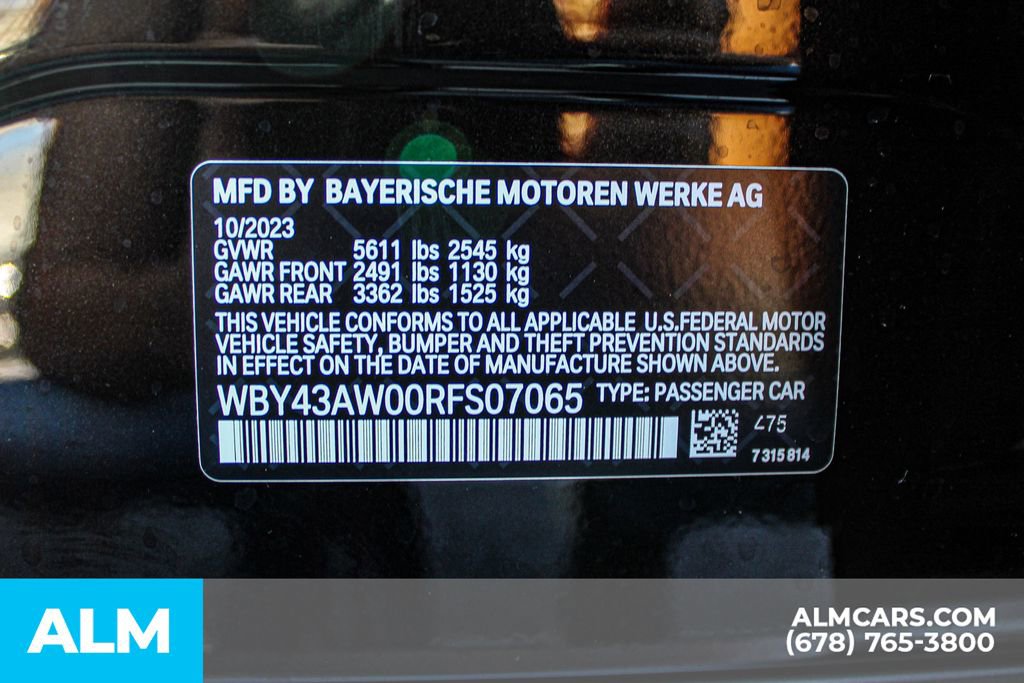 MFD BY BAYERISCHE MOTOREN WERKE AG
10/2023
GVWR 5611 lbs 2545 kg
GAWR FRONT 2491 lbs 1130 kg
GAWR REAR 3362 lbs 1525 kg
THIS VEHICLE CONFORMS TO ALL APPLICABLE U.S.FEDERAL MOTOR
VEHICLE SAFETY, BUMPER AND THEFT PREVENTION STANDARDS
IN EFFECT ON THE DATE OF MANUFACTURE SHOWN ABOVE.
WBY43AW00RFS07065 TYPE: PASSENGER CAR
475
7315814
ALM
ALMCARS.COM
(678) 765-3800